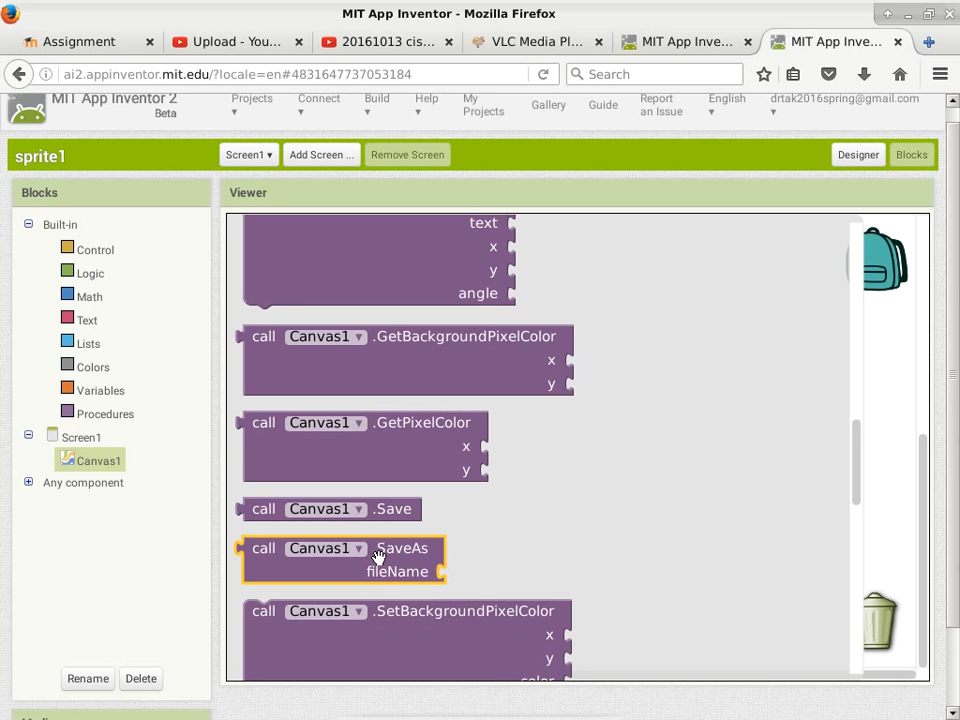 MIT App Inventor - Mozilla Firefox
Assignment
Upload - You...
20161013 cis...
VLC Media Pl...
MIT App Inve...
MIT App Inve...
ai2.appinventor.mit.edu/?locale=en#4831647737053184
Search
MIT App Inventor 2
Beta
Projects
Connect
Build
Help
My
Projects
Gallery
Guide
Report
an Issue
English
drtak2016spring@gmail.com
sprite1
Screen1
Add Screen ...
Remove Screen
Designer
Blocks
Blocks
Built-in
Control
Logic
Math
Text
Lists
Colors
Variables
Procedures
Screen1
Canvas1
Any component
Rename
Delete
Viewer
text
x
y
angle
call Canvas1 .GetBackgroundPixelColor
x
y
call Canvas1 .GetPixelColor
x
y
call Canvas1 .Save
call Canvas1 .SaveAs
fileName
call Canvas1 .SetBackgroundPixelColor
x
y
color